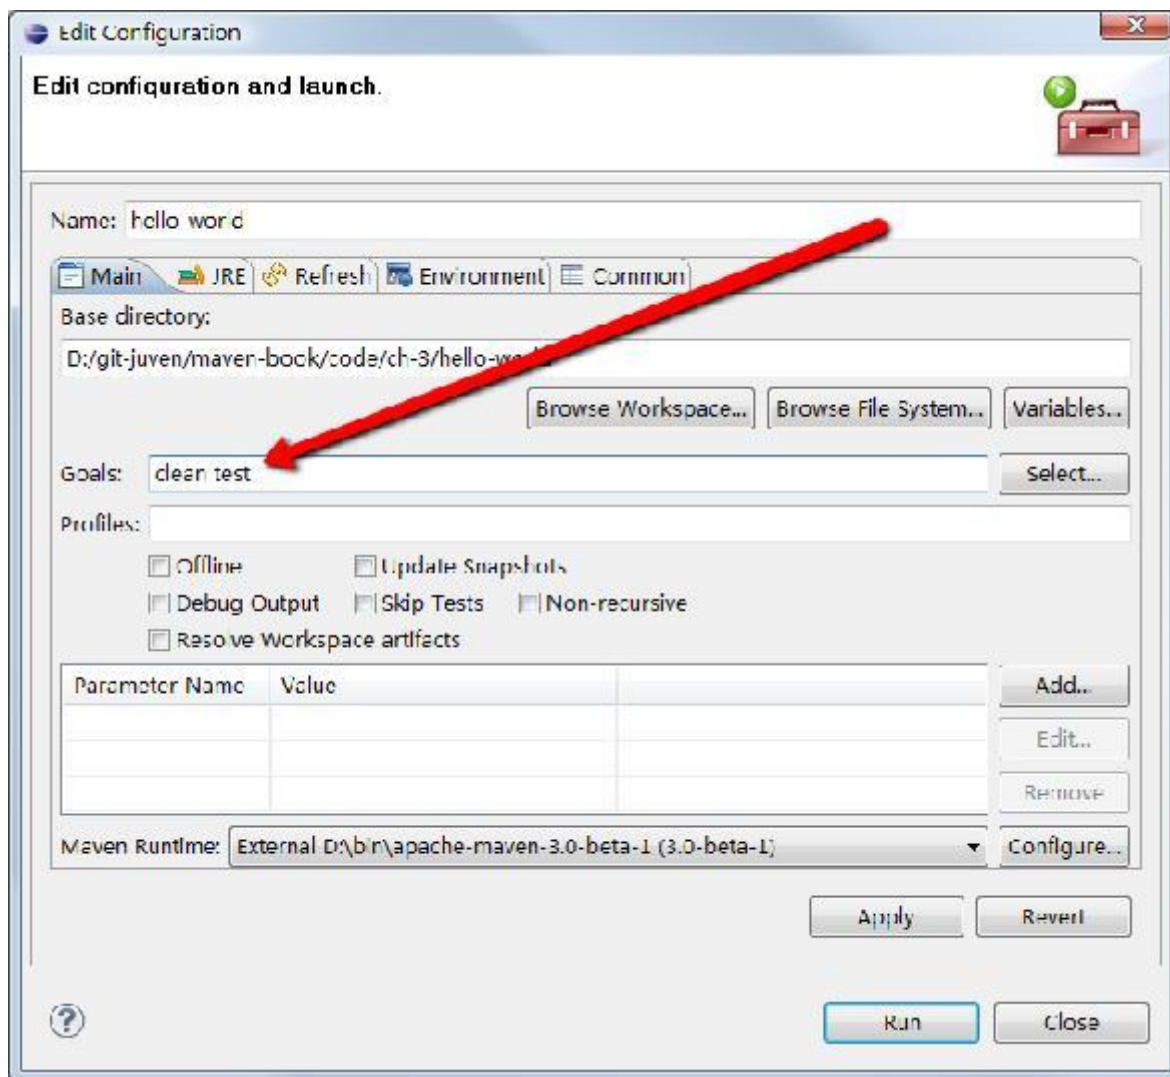 Edit Configuration
Edit configuration and launch.
Name: hello world
Main JRE Refresh Environment Common
Base directory:
D:/git-juven/maven-book/code/ch-3/hello-world
Browse Workspace... Browse File System... Variables...
Goals: clean test Select...
Profiles:
Offline Update Snapshots
Debug Output Skip Tests Non-recursive
Resolve Workspace artifacts
Parameter Name Value Add...
Edit...
Remove
Maven Runtime: External D:\bin\apache-maven-3.0-beta-1 (3.0-beta-1) Configure...
Apply Revert
? Run Close